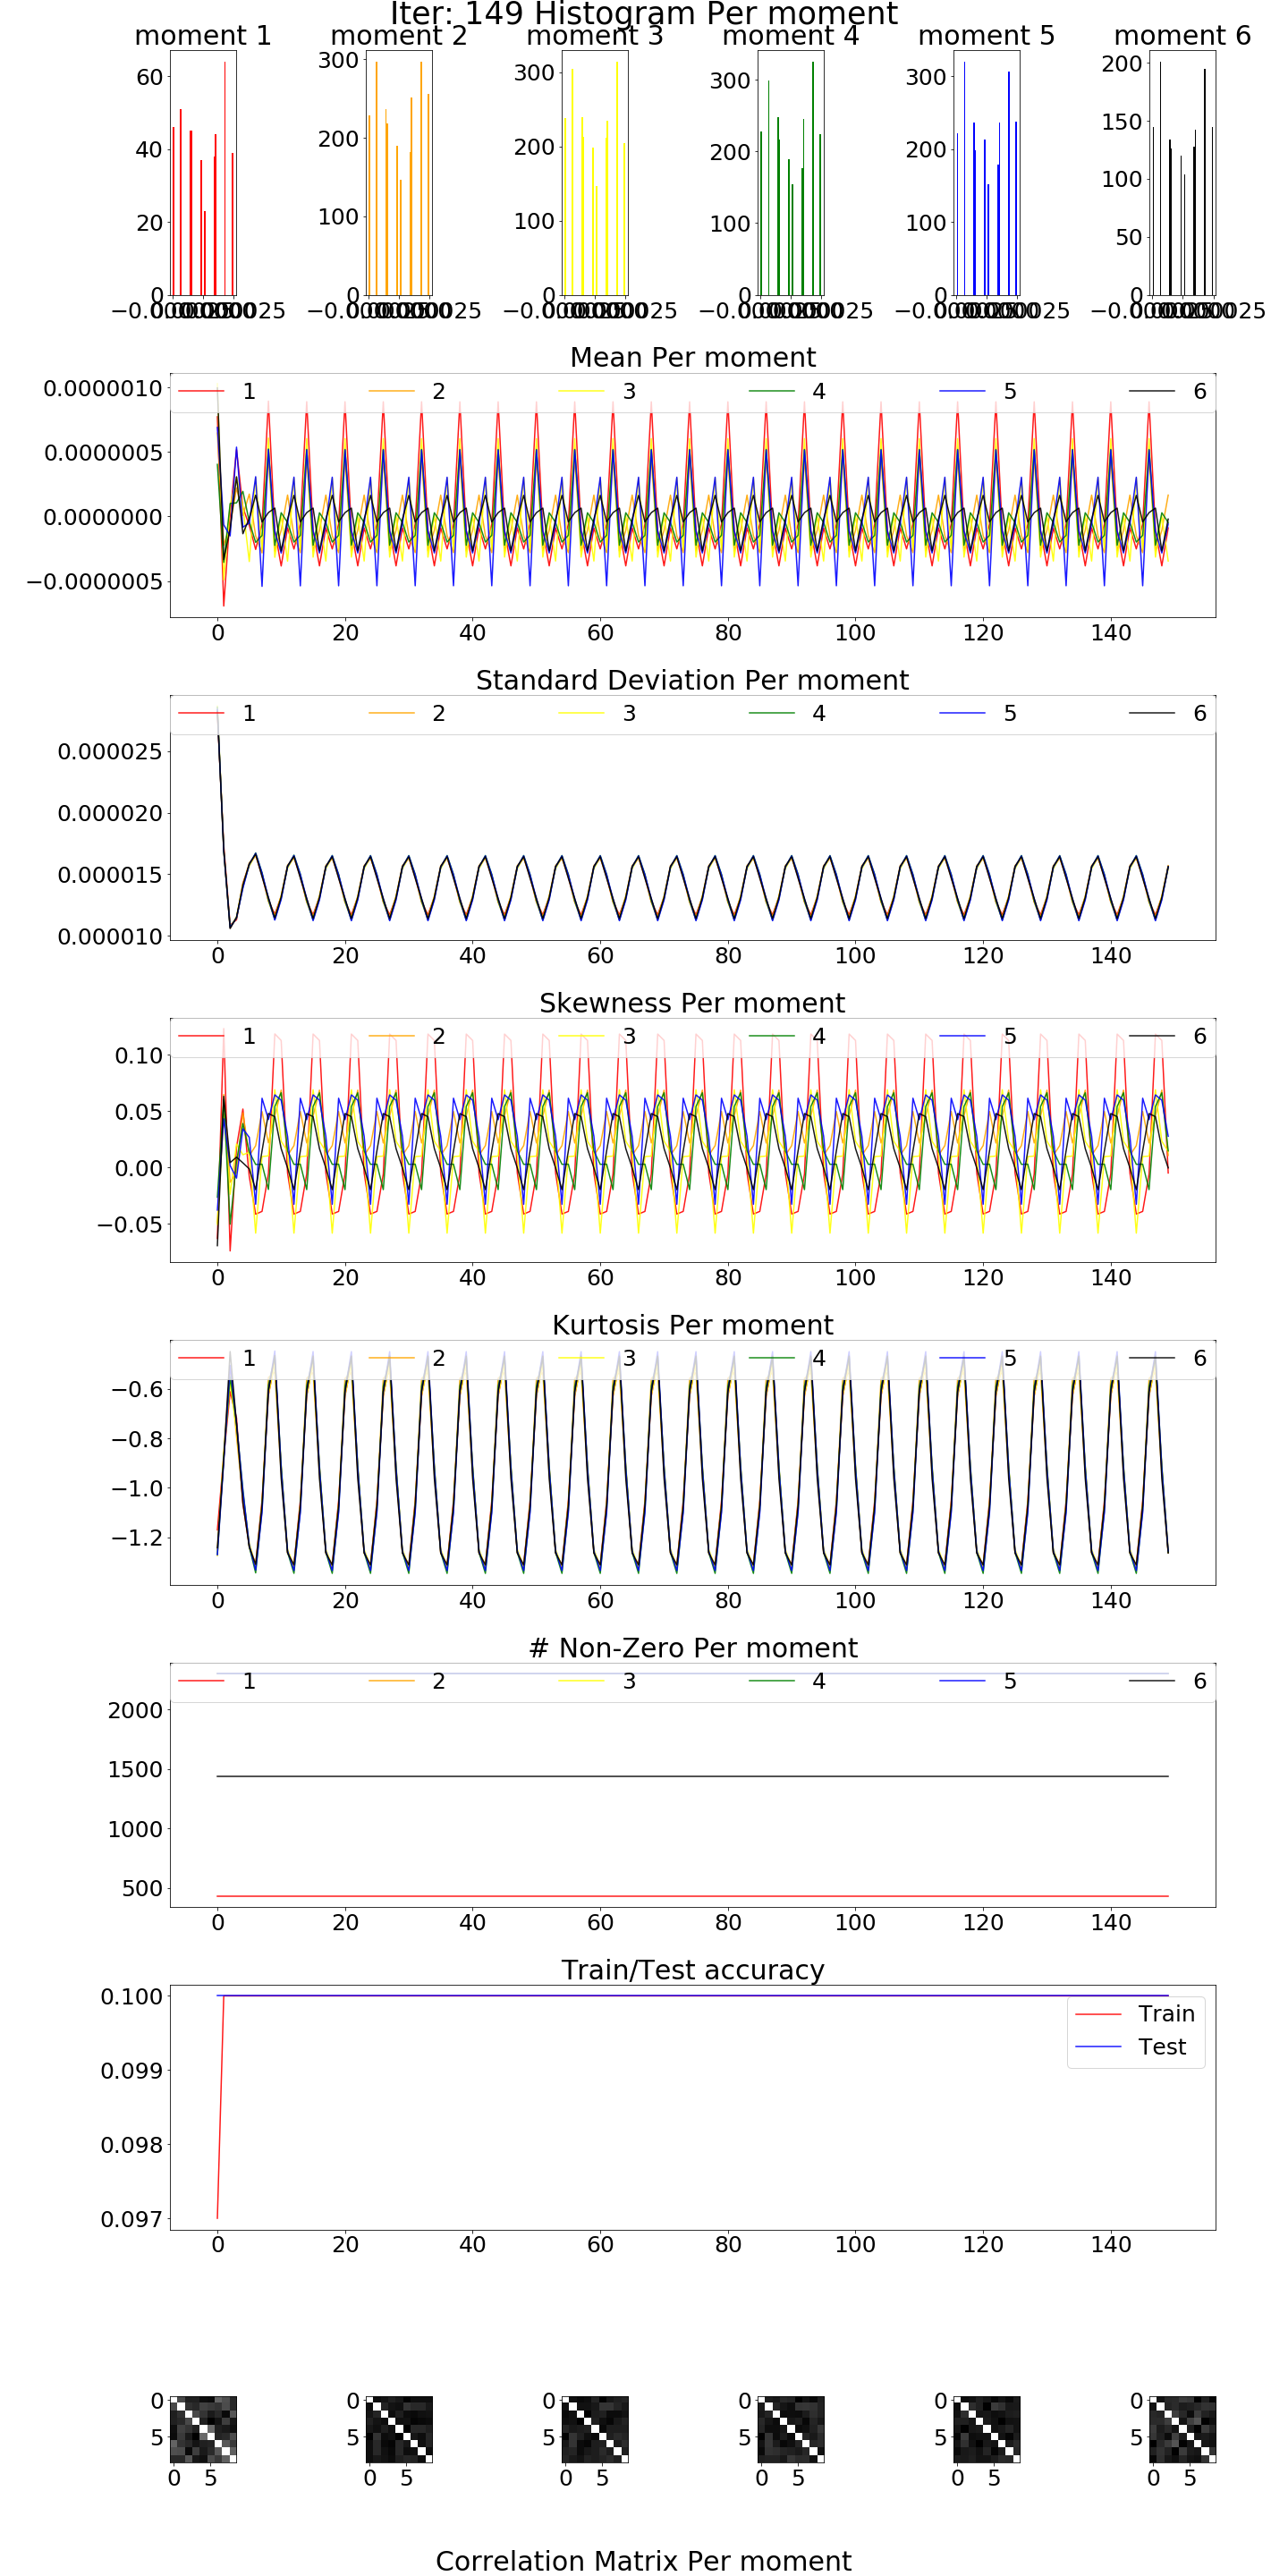 Iter: 149 Histogram Per moment
moment 1 moment 2 moment 3 moment 4 moment 5 moment 6
60 40 20 0
300 200 100 0
300 200 100 0
300 200 100 0
300 200 100 0
200 150 100 50 0
Mean Per moment
1 2 3 4 5 6
0.0000010
0.0000005
0.0000000
−0.0000005
0 20 40 60 80 100 120 140
Standard Deviation Per moment
1 2 3 4 5 6
0.000025
0.000020
0.000015
0.000010
0 20 40 60 80 100 120 140
Skewness Per moment
1 2 3 4 5 6
0.10
0.05
0.00
−0.05
0 20 40 60 80 100 120 140
Kurtosis Per moment
1 2 3 4 5 6
−0.6
−0.8
−1.0
−1.2
0 20 40 60 80 100 120 140
# Non-Zero Per moment
1 2 3 4 5 6
2000
1500
1000
500
0 20 40 60 80 100 120 140
Train/Test accuracy
Train
Test
0.100
0.099
0.098
0.097
0 20 40 60 80 100 120 140
0 0 0 0 0 0
5 5 5 5 5 5
0 5 0 5 0 5 0 5 0 5 0 5
Correlation Matrix Per moment